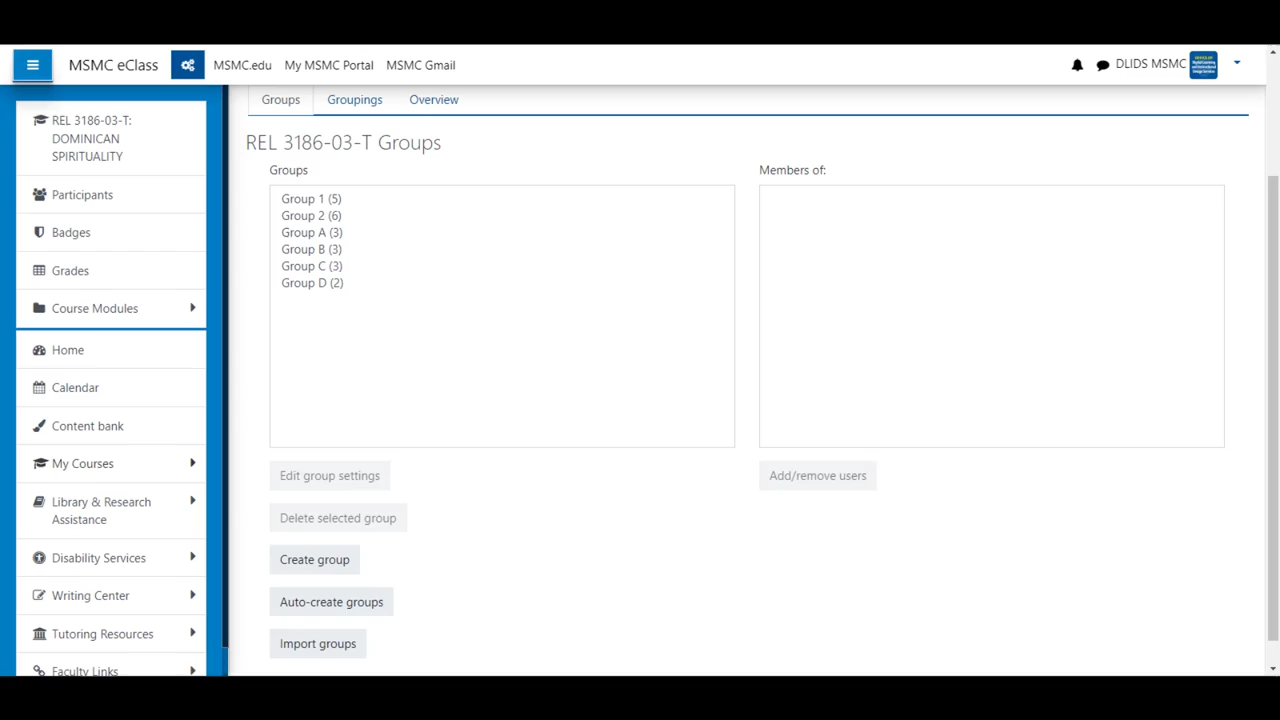 MSMC eClass
MSMC.edu
My MSMC Portal
MSMC Gmail
DLIDS MSMC
REL 3186-03-T:
DOMINICAN
SPIRITUALITY
Participants
Badges
Grades
Course Modules
Home
Calendar
Content bank
My Courses
Library & Research
Assistance
Disability Services
Writing Center
Tutoring Resources
Faculty Links
Groups
Groupings
Overview
REL 3186-03-T Groups
Groups
Group 1 (5)
Group 2 (6)
Group A (3)
Group B (3)
Group C (3)
Group D (2)
Edit group settings
Delete selected group
Create group
Auto-create groups
Import groups
Members of:
Add/remove users